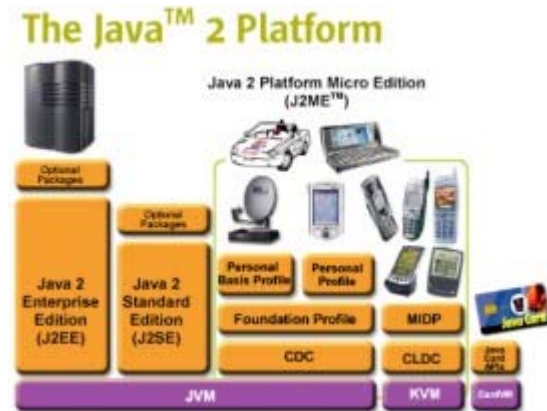 The Java™ 2 Platform
Java 2 Platform Micro Edition
(J2ME™)
Optional
Packages
Optional
Packages
Java 2
Enterprise
Edition
(J2EE)
Java 2
Standard
Edition
(J2SE)
Personal
Basis Profile
Personal
Profile
Foundation Profile
MIDP
CDC
CLDC
Java Card
Java
Card
APIs
JVM
KVM
CardVM